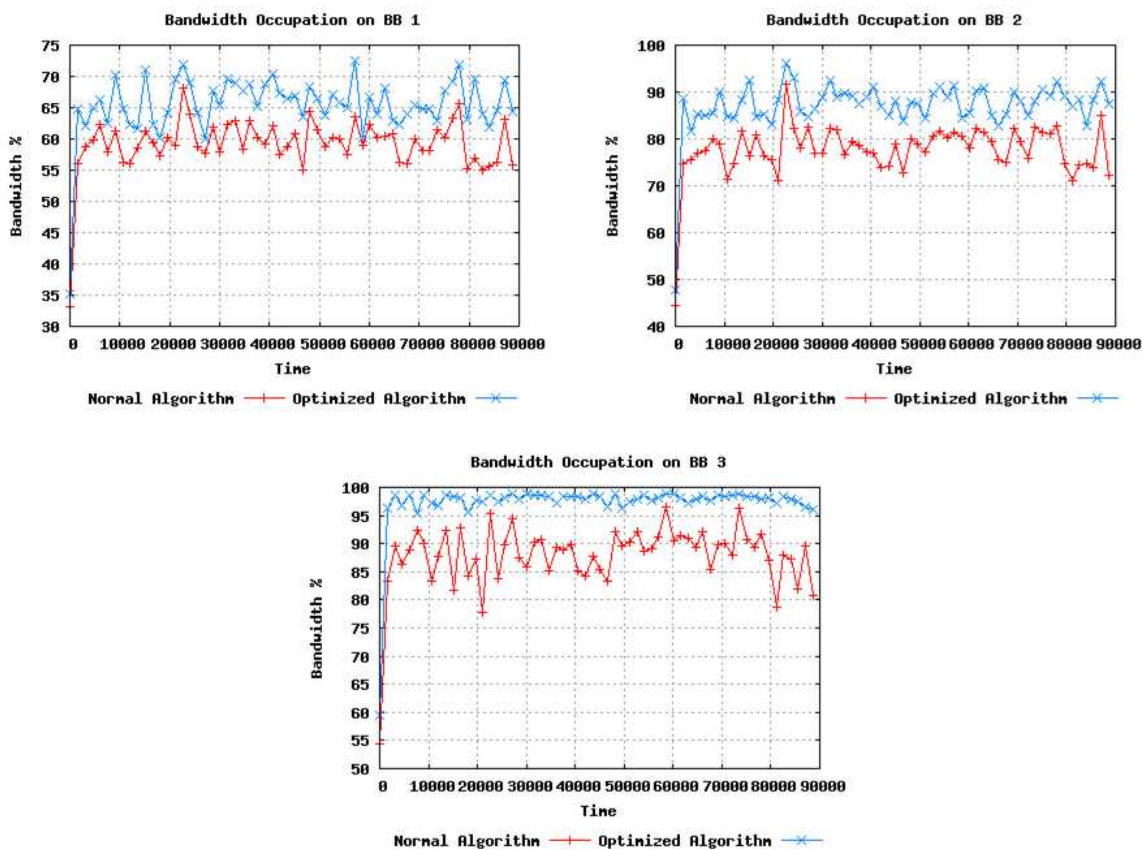 Bandwidth Occupation on BB 1
Bandwidth %
75
70
65
60
55
50
45
40
35
30
0 10000 20000 30000 40000 50000 60000 70000 80000 90000
Time
Normal Algorithm Optimized Algorithm
Bandwidth Occupation on BB 2
Bandwidth %
100
90
80
70
60
50
40
0 10000 20000 30000 40000 50000 60000 70000 80000 90000
Time
Normal Algorithm Optimized Algorithm
Bandwidth Occupation on BB 3
Bandwidth %
100
95
90
85
80
75
70
65
60
55
50
0 10000 20000 30000 40000 50000 60000 70000 80000 90000
Time
Normal Algorithm Optimized Algorithm